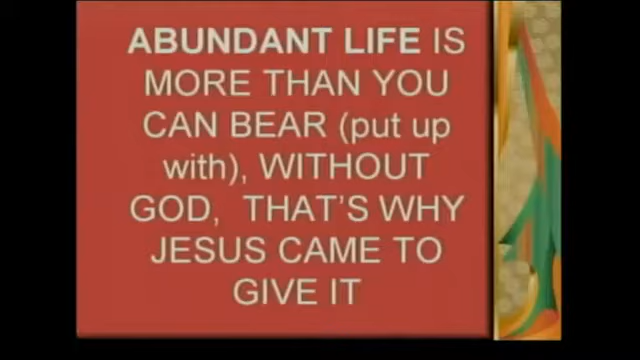 ABUNDANT LIFE IS
MORE THAN YOU
CAN BEAR (put up
with), WITHOUT
GOD, THAT'S WHY
JESUS CAME TO
GIVE IT